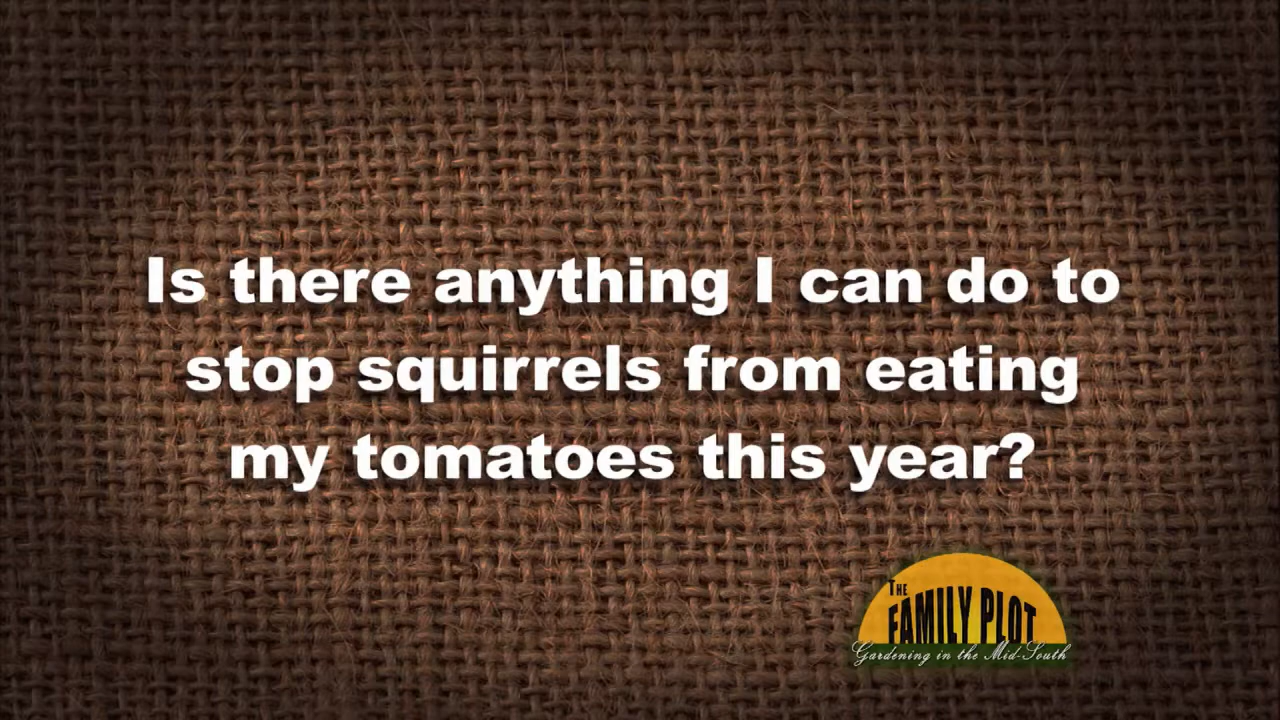 Is there anything I can do to
stop squirrels from eating
my tomatoes this year?
THE
FAMILY PLOT
Gardening in the Mid-South